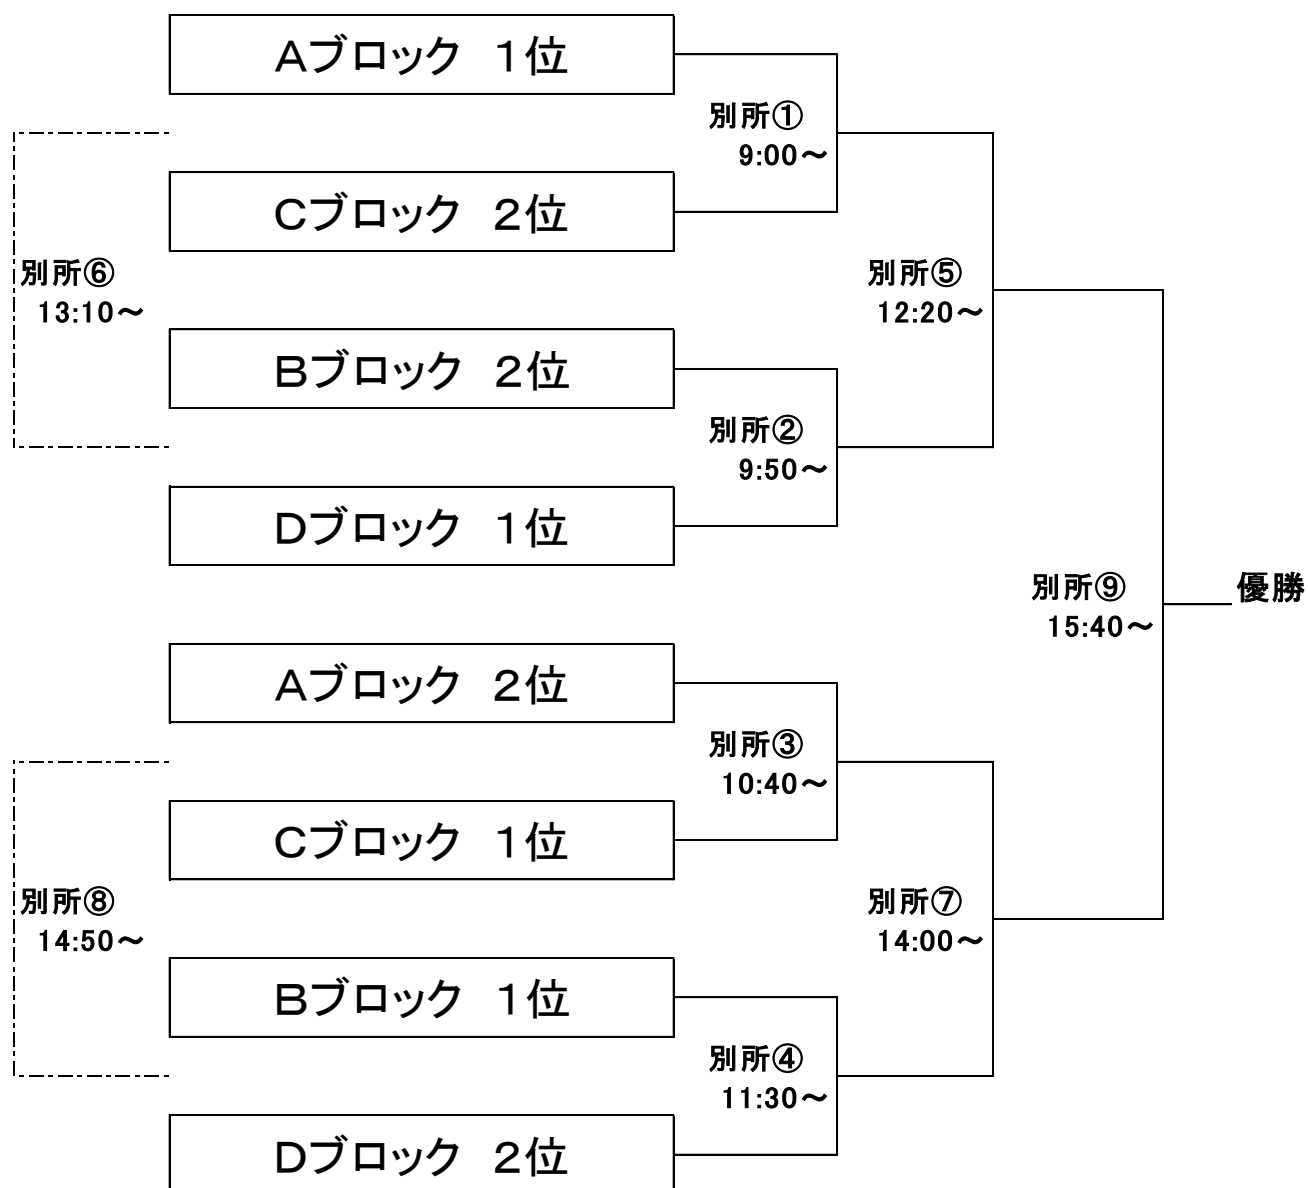 Aブロック　1位
別所①
9:00～
Cブロック　2位
別所⑥
13:10～
別所⑤
12:20～
Bブロック　2位
別所②
9:50～
Dブロック　1位
別所⑨
15:40～
優勝
Aブロック　2位
別所③
10:40～
Cブロック　1位
別所⑧
14:50～
別所⑦
14:00～
Bブロック　1位
別所④
11:30～
Dブロック　2位